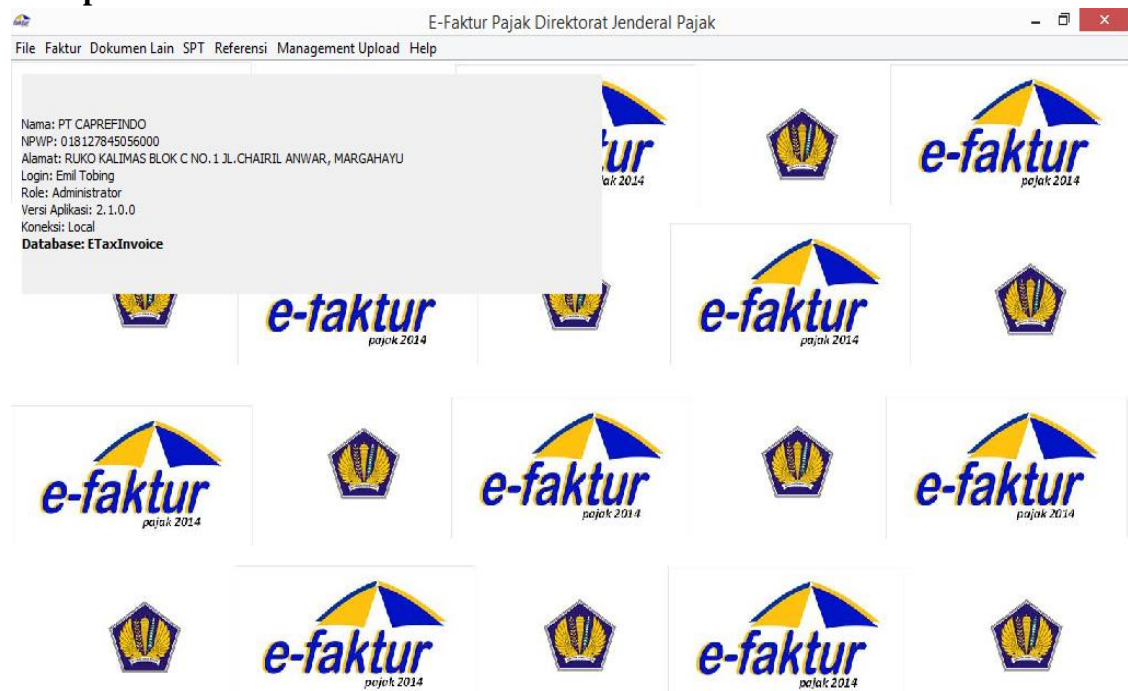 E-Faktur Pajak Direktorat Jenderal Pajak
File Faktur Dokumen Lain SPT Referensi Management Upload Help
Nama: PT CAPREFINDO
NPWP: 018127845056000
Alamat: RUKO KALIMAS BLOK C NO.1 JL.CHAIRIL ANWAR, MARGAHAYU
Login: Emil Tobing
Role: Administrator
Versi Aplikasi: 2.1.0.0
Koneksi: Local
Database: ETaxInvoice
e-faktur
pajak 2014
e-faktur
pajak 2014
e-faktur
pajak 2014
e-faktur
pajak 2014
e-faktur
pajak 2014
e-faktur
pajak 2014
e-faktur
pajak 2014
e-faktur
pajak 2014